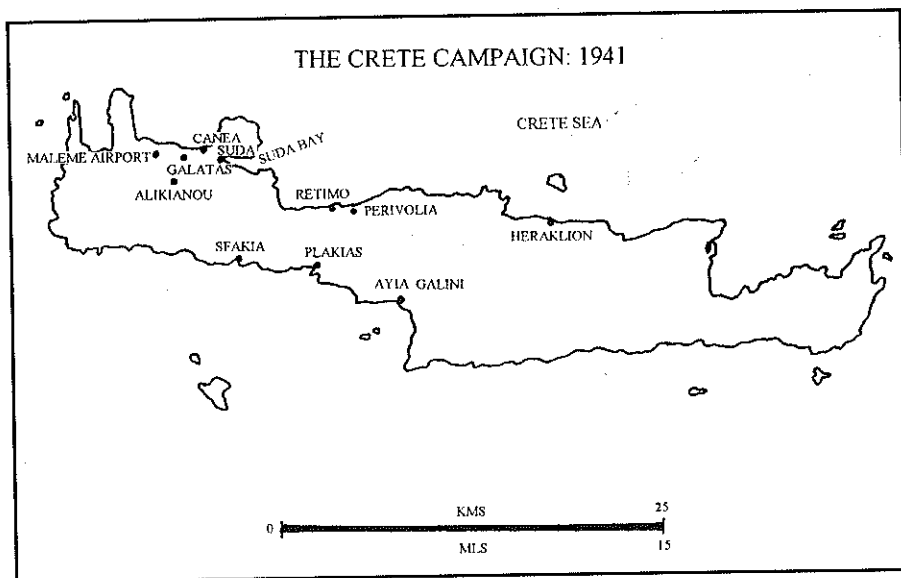 THE CRETE CAMPAIGN: 1941
CRETE SEA
CANEA
MALEME AIRPORT
SUDA
SUDA BAY
GALATAS
ALIKIANOU
RETIMO
PERIVOLIA
HERAKLION
SFAKIA
PLAKIAS
AYIA GALINI
KMS
25
0
MLS
15